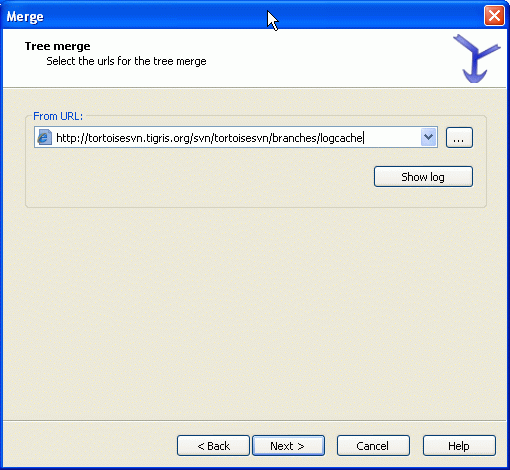 Merge
Tree merge
Select the urls for the tree merge
From URL:
http://tortoisesvn.tigris.org/svn/tortoisesvn/branches/logcache
...
Show log
< Back
Next >
Cancel
Help